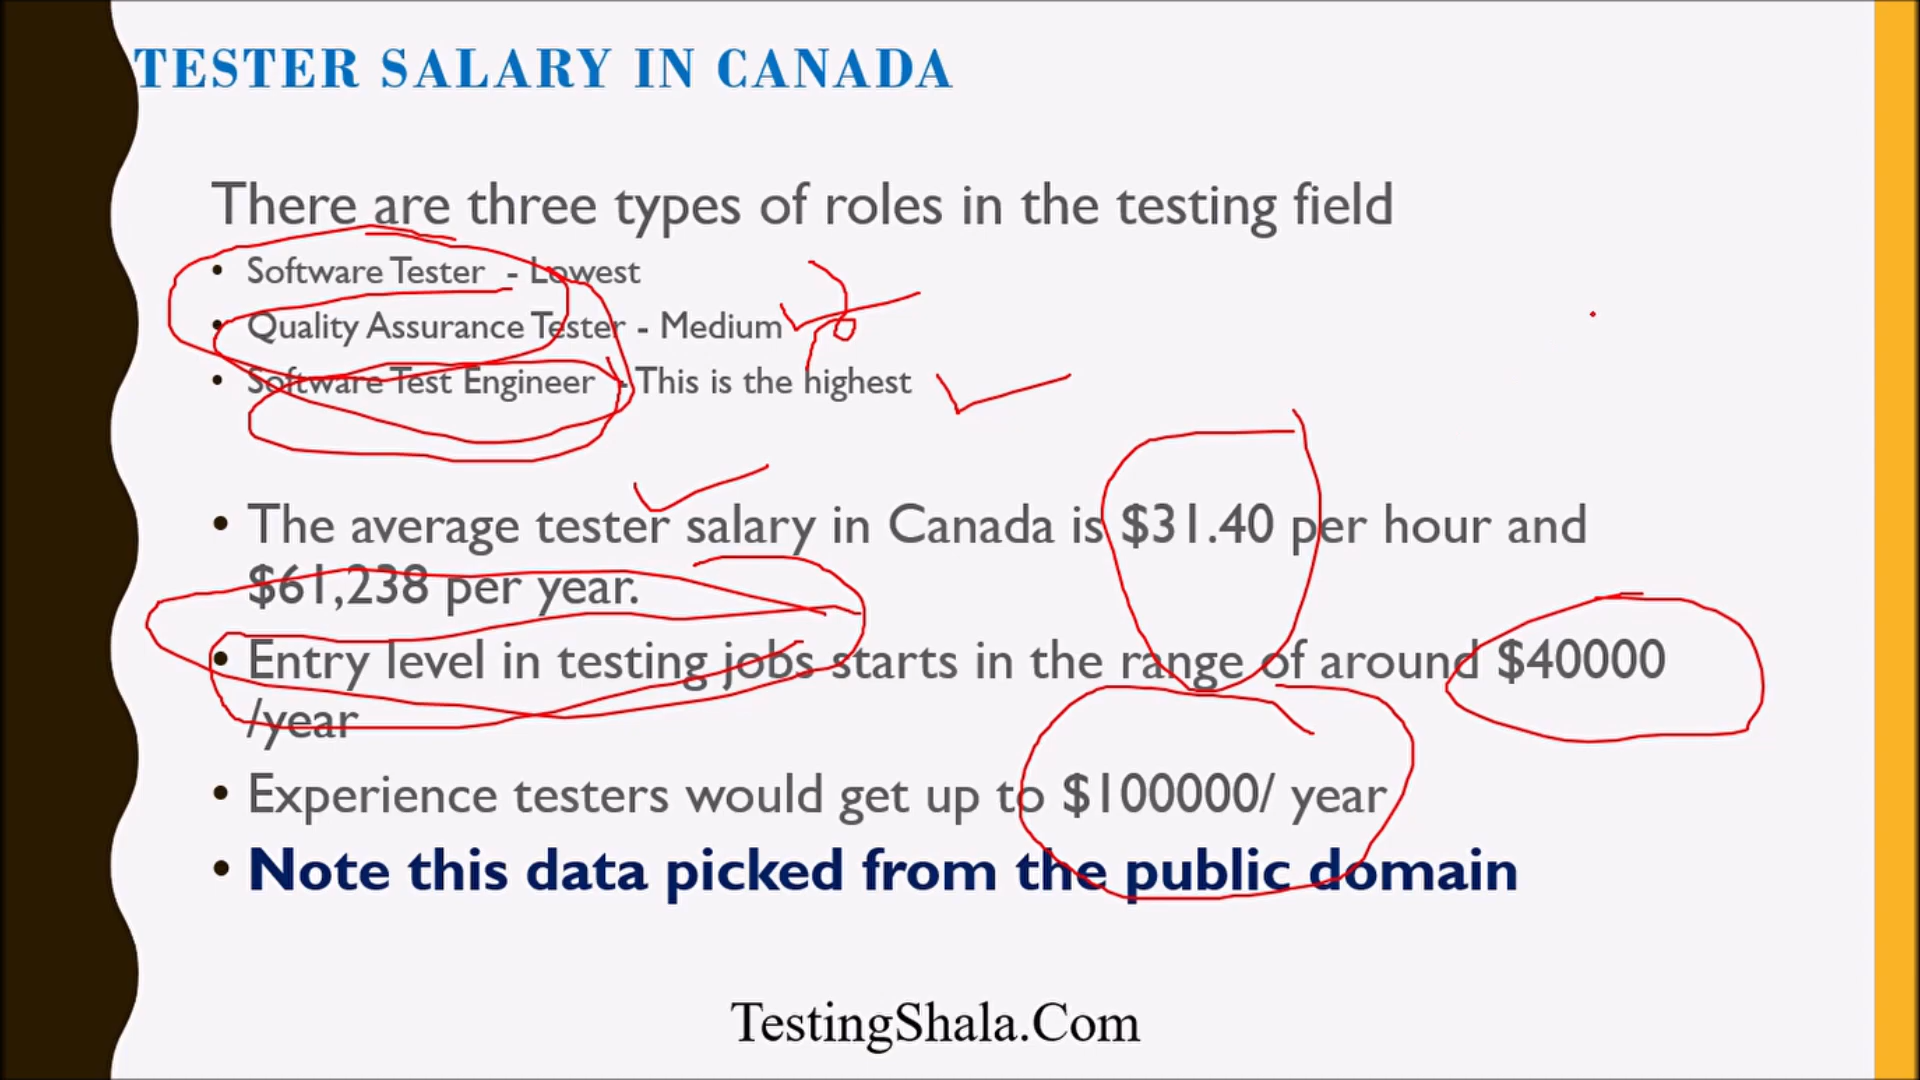 TESTER SALARY IN CANADA
There are three types of roles in the testing field
• Software Tester - Lowest
• Quality Assurance Tester - Medium
• Software Test Engineer - This is the highest
• The average tester salary in Canada is $31.40 per hour and
$61,238 per year.
• Entry level in testing jobs starts in the range of around $40000
/year
• Experience testers would get up to $100000/ year
• Note this data picked from the public domain
TestingShala.Com